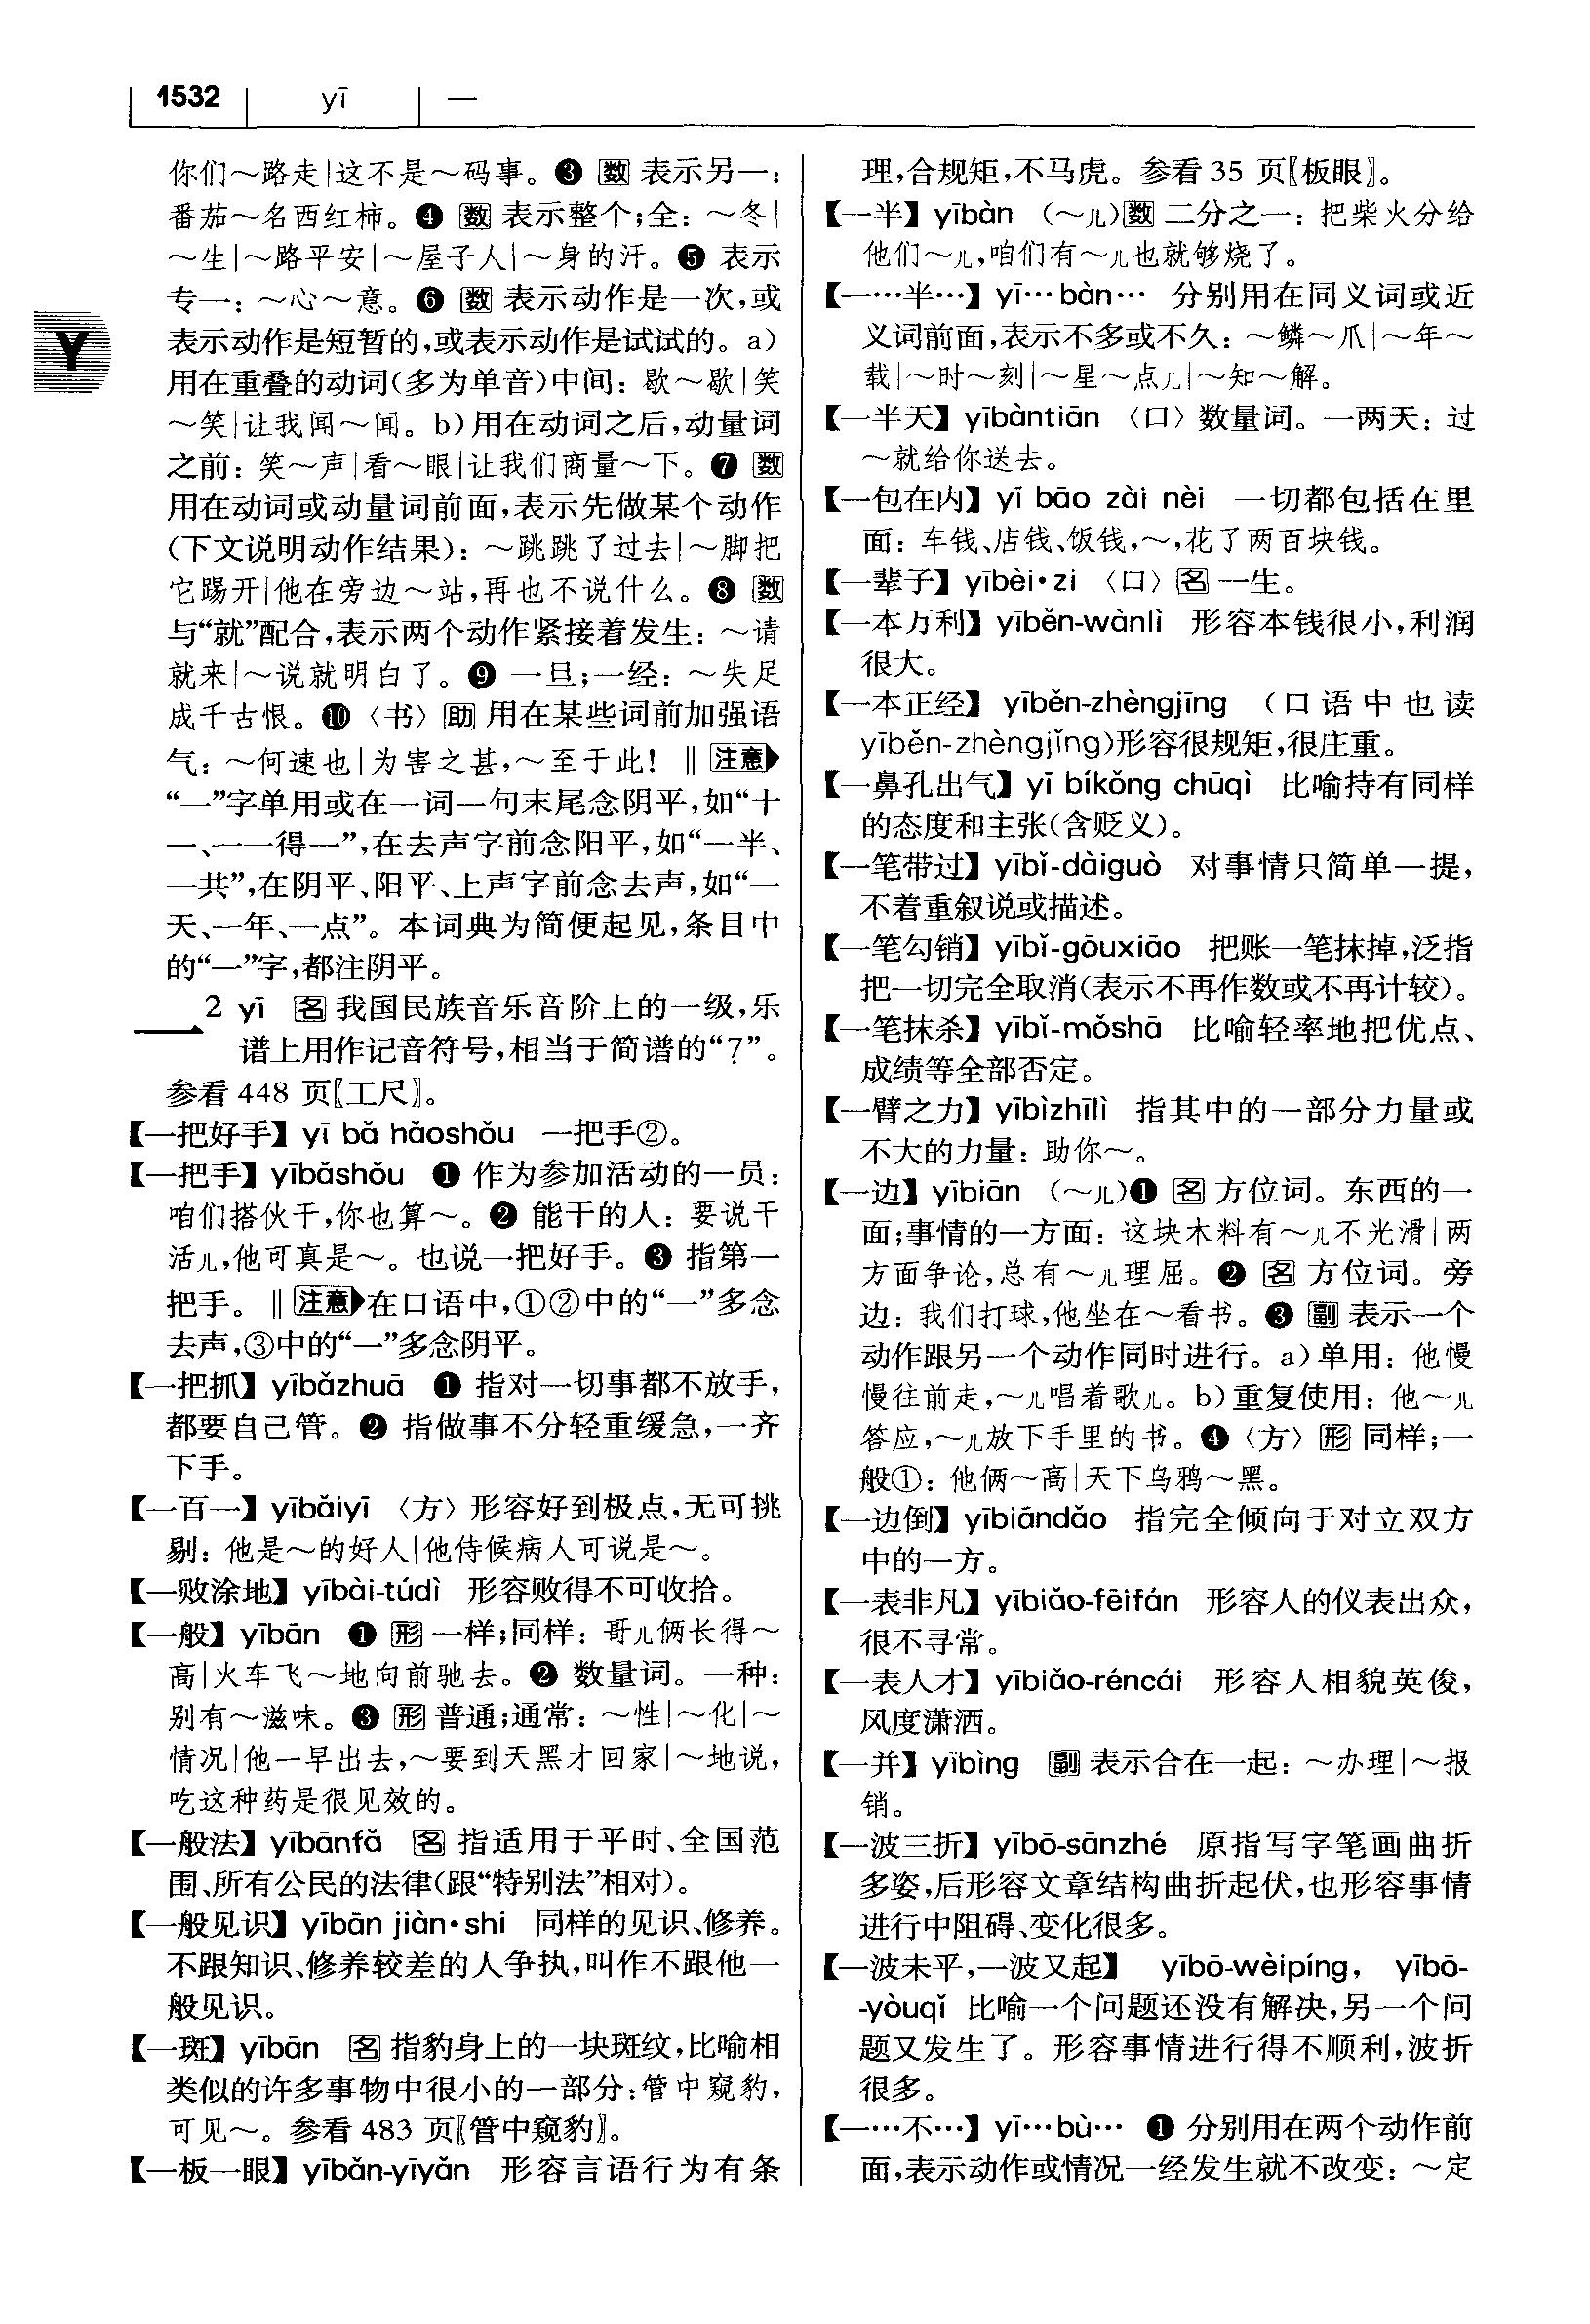 1532 yī 一
你们～路走|这不是～码事。❸ 数 表示另一：
番茄～名西红柿。❹ 数 表示整个；全：～冬|
～生|～路平安|～屋子人|～身的汗。❺ 表示
专一：～心～意。❻ 数 表示动作是一次，或
表示动作是短暂的，或表示动作是试试的。a)
用在重叠的动词(多为单音)中间：歇～歇|笑
～笑|让我闻～闻。b)用在动词之后，动量词
之前：笑～声|看～眼|让我们商量～下。❼ 数
用在动词或动量词前面，表示先做某个动作
(下文说明动作结果)：～跳跳了过去|～脚把
它踢开|他在旁边～站，再也不说什么。❽ 数
与“就”配合，表示两个动作紧接着发生：～请
就来|～说就明白了。❾ 一旦；一经：～失足
成千古恨。❿〈书〉助 用在某些词前加强语
气：～何速也|为害之甚，～至于此！‖注意
“一”字单用或在一词一句末尾念阴平，如“十
一、一一得一”，在去声字前念阳平，如“一半、
一共”，在阴平、阳平、上声字前念去声，如“一
天、一年、一点”。本词典为简便起见，条目中
的“一”字，都注阴平。
一2 yī 名 我国民族音乐音阶上的一级，乐
谱上用作记音符号，相当于简谱的“7̣”。
参看 448 页〖工尺〗。
【一把好手】yī bǎ hǎoshǒu 一把手②。
【一把手】yībǎshǒu ❶ 作为参加活动的一员：
咱们搭伙干，你也算～。❷ 能干的人：要说干
活儿，他可真是～。也说一把好手。❸ 指第一
把手。‖注意 在口语中，①②中的“一”多念
去声，③中的“一”多念阴平。
【一把抓】yībǎzhuā ❶ 指对一切事都不放手，
都要自己管。❷ 指做事不分轻重缓急，一齐
下手。
【一百一】yībǎiyī〈方〉形容好到极点，无可挑
剔：他是～的好人|他侍候病人可说是～。
【一败涂地】yībài-túdì 形容败得不可收拾。
【一般】yībān ❶ 形 一样；同样：哥儿俩长得～
高|火车飞～地向前驰去。❷ 数量词。一种：
别有～滋味。❸ 形 普通；通常：～性|～化|～
情况|他一早出去，～要到天黑才回家|～地说，
吃这种药是很见效的。
【一般法】yībānfǎ 名 指适用于平时、全国范
围、所有公民的法律(跟“特别法”相对)。
【一般见识】yībān jiàn·shi 同样的见识、修养。
不跟知识、修养较差的人争执，叫作不跟他一
般见识。
【一斑】yībān 名 指豹身上的一块斑纹，比喻相
类似的许多事物中很小的一部分：管中窥豹，
可见～。参看 483 页〖管中窥豹〗。
【一板一眼】yībǎn-yīyǎn 形容言语行为有条
理，合规矩，不马虎。参看 35 页〖板眼〗。
【一半】yībàn (～儿)数 二分之一：把柴火分给
他们～儿，咱们有～儿也就够烧了。
【一…半…】yī…bàn… 分别用在同义词或近
义词前面，表示不多或不久：～鳞～爪|～年～
载|～时～刻|～星～点儿|～知～解。
【一半天】yībàntiān〈口〉数量词。一两天：过
～就给你送去。
【一包在内】yī bāo zài nèi 一切都包括在里
面：车钱、店钱、饭钱，～，花了两百块钱。
【一辈子】yībèi·zi〈口〉名 一生。
【一本万利】yīběn-wànlì 形容本钱很小，利润
很大。
【一本正经】yīběn-zhèngjīng (口语中也读
yīběn-zhèngjǐng)形容很规矩，很庄重。
【一鼻孔出气】yī bíkǒng chūqì 比喻持有同样
的态度和主张(含贬义)。
【一笔带过】yībǐ-dàiguò 对事情只简单一提，
不着重叙说或描述。
【一笔勾销】yībǐ-gōuxiāo 把账一笔抹掉，泛指
把一切完全取消(表示不再作数或不再计较)。
【一笔抹杀】yībǐ-mǒshā 比喻轻率地把优点、
成绩等全部否定。
【一臂之力】yībìzhīlì 指其中的一部分力量或
不大的力量：助你～。
【一边】yībiān (～儿)❶ 名 方位词。东西的一
面；事情的一方面：这块木料有～儿不光滑|两
方面争论，总有～儿理屈。❷ 名 方位词。旁
边：我们打球，他坐在～看书。❸ 副 表示一个
动作跟另一个动作同时进行。a)单用：他慢
慢往前走，～儿唱着歌儿。b)重复使用：他～儿
答应，～儿放下手里的书。❹〈方〉形 同样；一
般①：他俩～高|天下乌鸦～黑。
【一边倒】yībiāndǎo 指完全倾向于对立双方
中的一方。
【一表非凡】yībiǎo-fēifán 形容人的仪表出众，
很不寻常。
【一表人才】yībiǎo-réncái 形容人相貌英俊，
风度潇洒。
【一并】yībìng 副 表示合在一起：～办理|～报
销。
【一波三折】yībō-sānzhé 原指写字笔画曲折
多姿，后形容文章结构曲折起伏，也形容事情
进行中阻碍、变化很多。
【一波未平，一波又起】 yībō-wèipíng， yībō-
-yòuqǐ 比喻一个问题还没有解决，另一个问
题又发生了。形容事情进行得不顺利，波折
很多。
【一…不…】yī…bù… ❶ 分别用在两个动作前
面，表示动作或情况一经发生就不改变：～定
Y